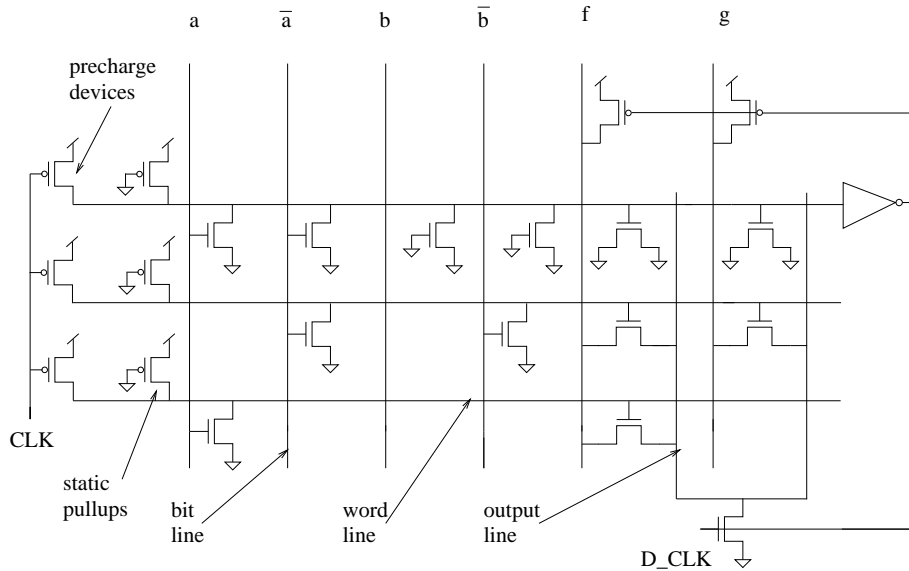 a a̅ b b̅ f g
precharge
devices
CLK
static
pullups
bit
line
word
line
output
line
D_CLK